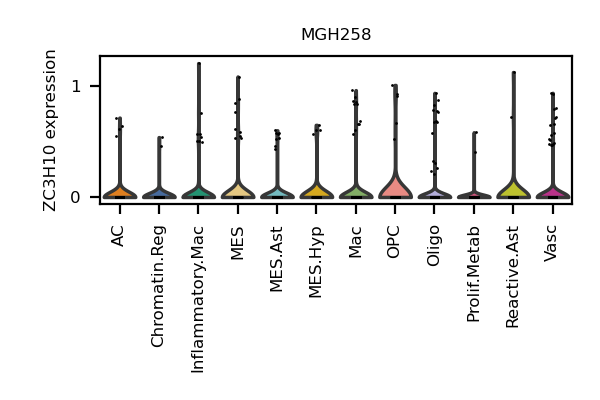 MGH258
ZC3H10 expression
1
0
AC
Chromatin.Reg
Inflammatory.Mac
MES
MES.Ast
MES.Hyp
Mac
OPC
Oligo
Prolif.Metab
Reactive.Ast
Vasc